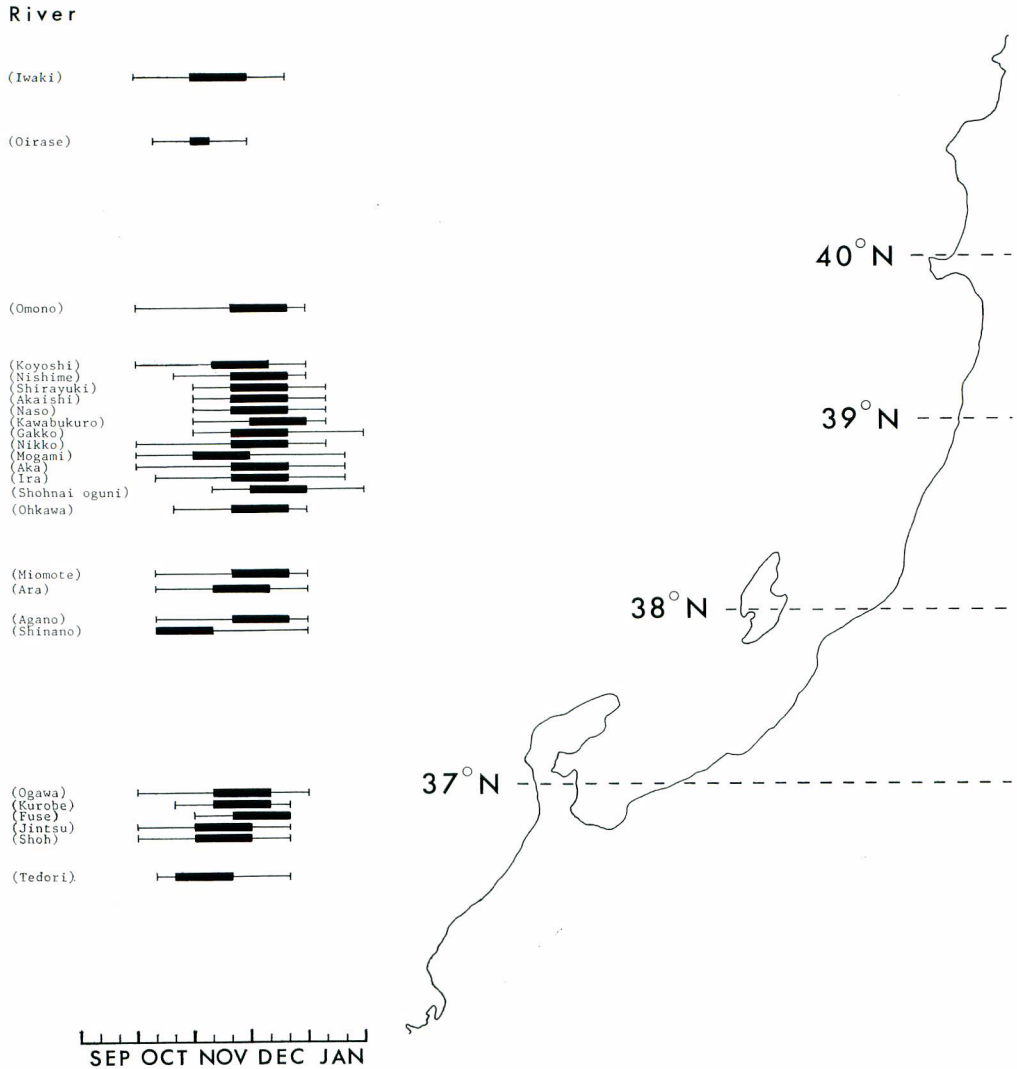 River
(Iwaki)
(Oirase)
40°N
(Omono)
(Koyoshi)
(Nishime)
(Shirayuki)
(Akaishi)
(Naso)
39°N
(Kawabukuro)
(Gakko)
(Nikko)
(Mogami)
(Aka)
(Ira)
(Shohnai oguni)
(Ohkawa)
(Miomote)
(Ara)
38°N
(Agano)
(Shinano)
37°N
(Ogawa)
(Kurobe)
(Fuse)
(Jintsu)
(Shoh)
(Tedori)
SEP OCT NOV DEC JAN